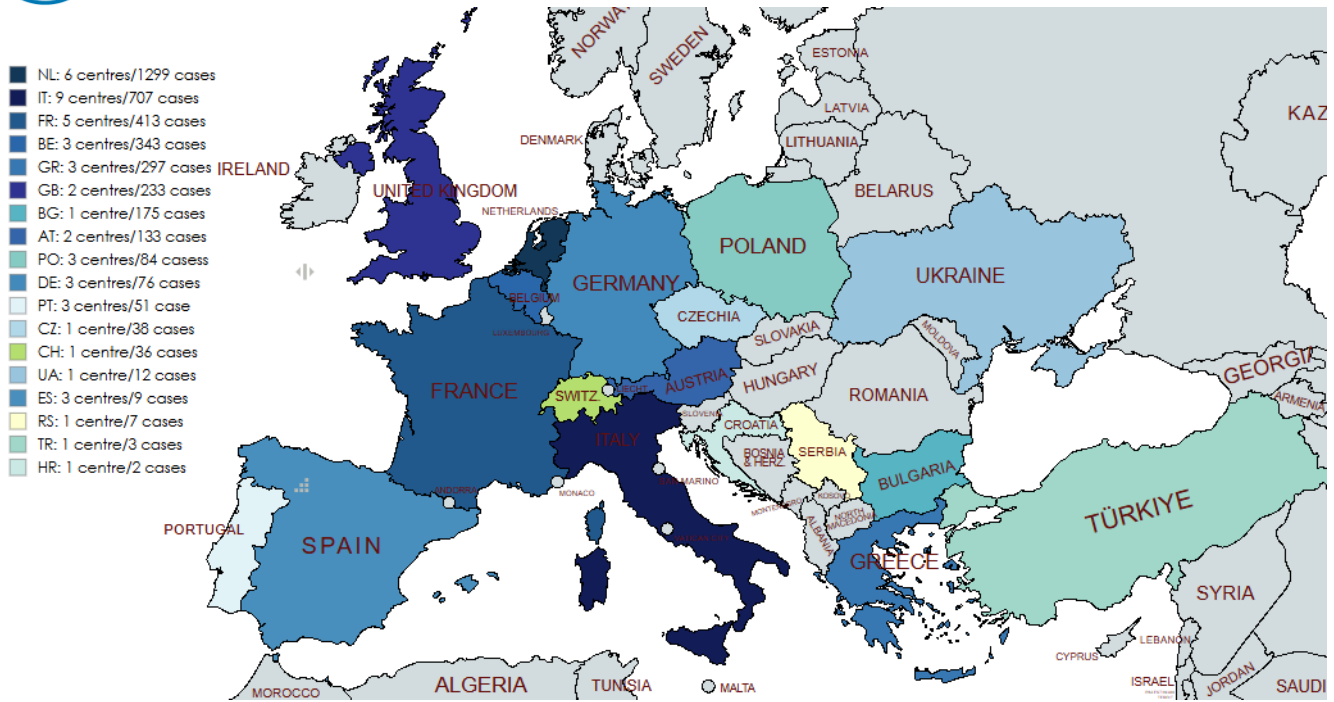 NL: 6 centres/1299 cases
IT: 9 centres/707 cases
FR: 5 centres/413 cases
BE: 3 centres/343 cases
GR: 3 centres/297 cases
GB: 2 centres/233 cases
BG: 1 centre/175 cases
AT: 2 centres/133 cases
PO: 3 centres/84 casess
DE: 3 centres/76 cases
PT: 3 centres/51 case
CZ: 1 centre/38 cases
CH: 1 centre/36 cases
UA: 1 centre/12 cases
ES: 3 centres/9 cases
RS: 1 centre/7 cases
TR: 1 centre/3 cases
HR: 1 centre/2 cases
NORWAY
SWEDEN
ESTONIA
LATVIA
LITHUANIA
DENMARK
KAZ
IRELAND
UNITED KINGDOM
BELARUS
NETHERLANDS
POLAND
GERMANY
UKRAINE
BELGIUM
LUXEMBOURG
CZECHIA
SLOVAKIA
MOLDOVA
FRANCE
SWITZ.
LIECHT.
AUSTRIA
HUNGARY
ROMANIA
GEORGIA
ARMENIA
SLOVENIA
CROATIA
ITALY
BOSNIA
& HERZ.
SERBIA
SAN MARINO
BULGARIA
ANDORRA
MONACO
MONTENEGRO
KOSOVO
NORTH
MACEDONIA
ALBANIA
TÜRKIYE
PORTUGAL
SPAIN
VATICAN CITY
GREECE
SYRIA
CYPRUS
LEBANON
ISRAEL
JORDAN
SAUDI
MOROCCO
ALGERIA
TUNISIA
MALTA